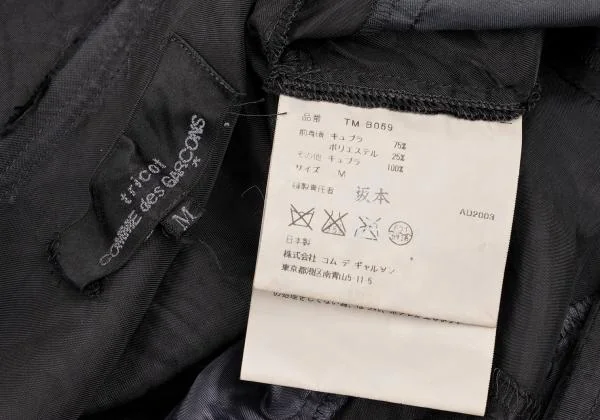 tricot
COMME des GARCONS
M
品番 TM-B059
前身頃 キュプラ 75%
ポリエステル 25%
その他 キュプラ 100%
サイズ M
縫製責任者 坂本
AD2003
日本製
株式会社 コム デ ギャルソン
東京都港区南青山5-11-5